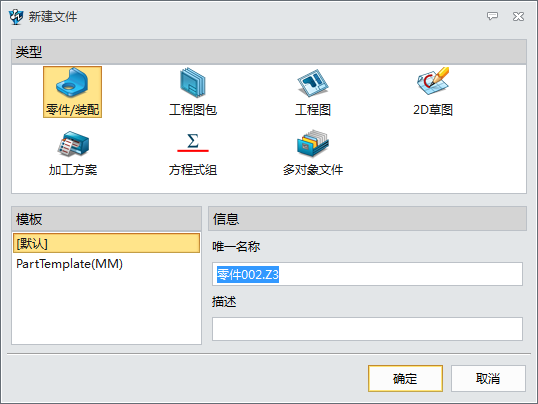 新建文件
类型
零件/装配
工程图包
工程图
2D草图
加工方案
方程式组
多对象文件
模板
[默认]
PartTemplate(MM)
信息
唯一名称
零件002.Z3
描述
确定
取消